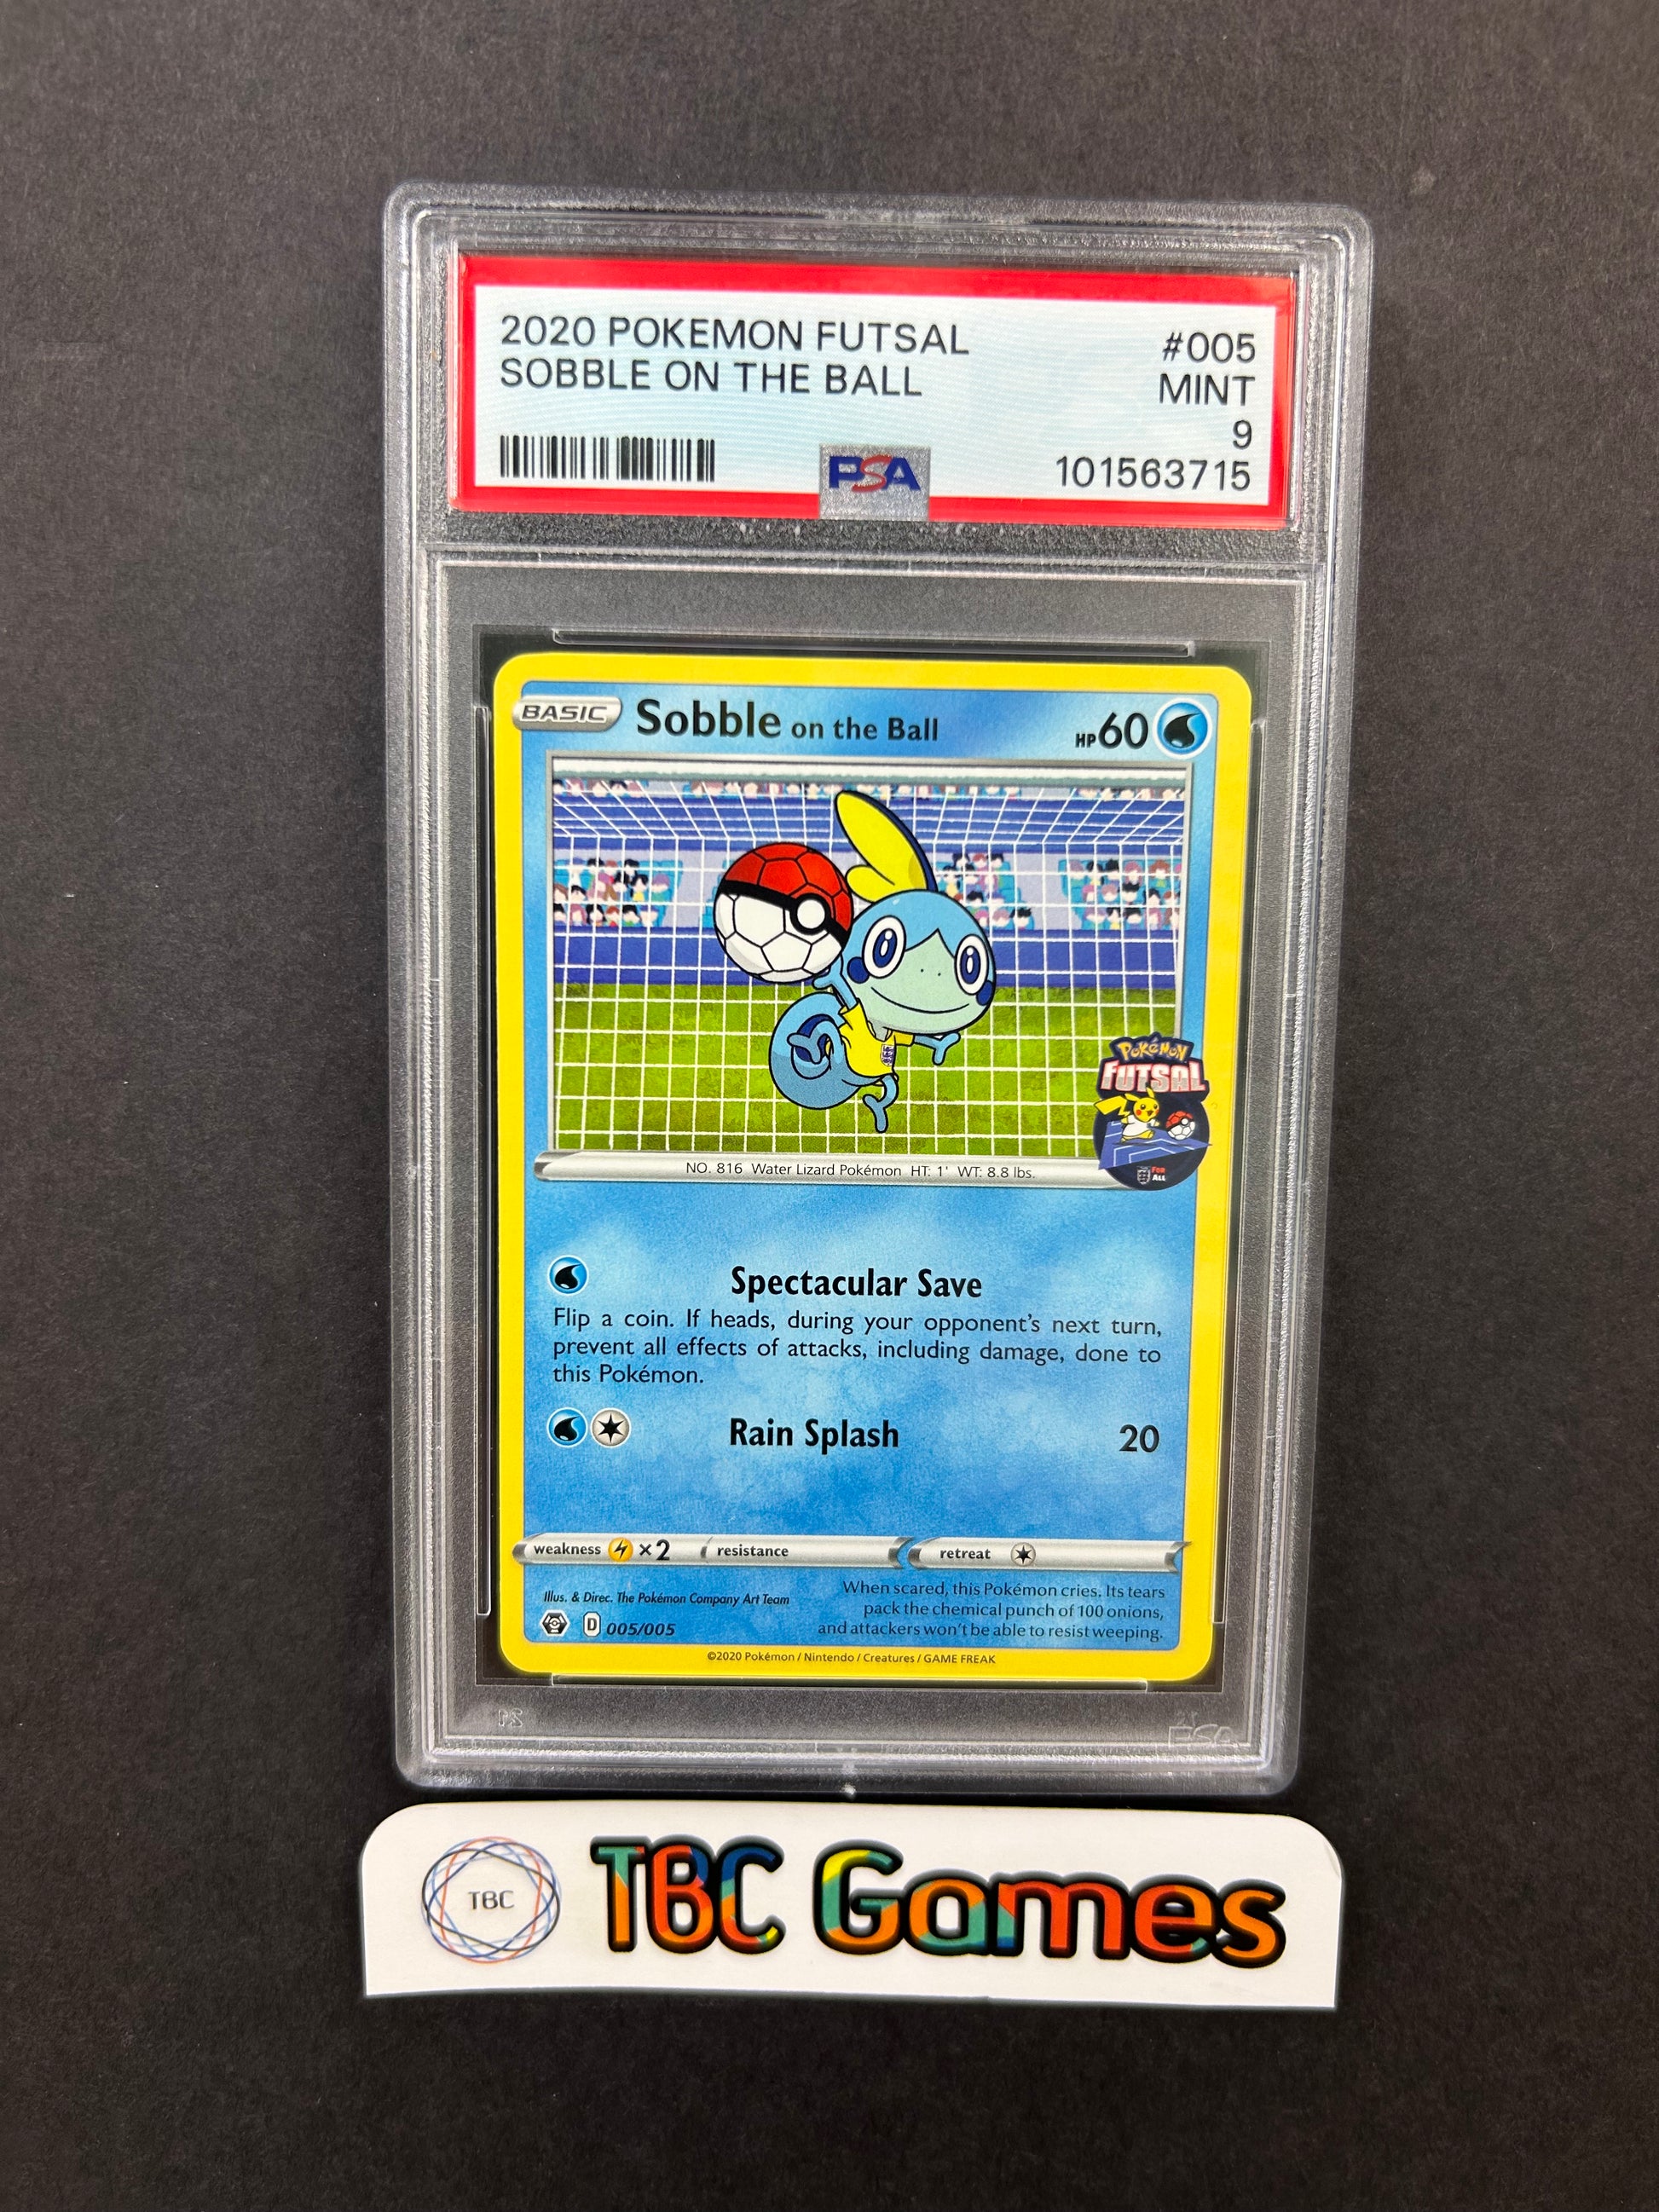 2020 POKEMON FUTSAL #005
SOBBLE ON THE BALL MINT
9
PSA 101563715
BASIC Sobble on the Ball HP60
POKéMON
FUTSAL
FOR
ALL
NO. 816 Water Lizard Pokémon HT: 1' WT: 8.8 lbs.
Spectacular Save
Flip a coin. If heads, during your opponent's next turn,
prevent all effects of attacks, including damage, done to
this Pokémon.
Rain Splash 20
weakness ×2 resistance retreat
Illus. & Direc. The Pokémon Company Art Team
When scared, this Pokémon cries. Its tears
pack the chemical punch of 100 onions,
and attackers won't be able to resist weeping.
D 005/005
©2020 Pokémon / Nintendo / Creatures / GAME FREAK
PSA
TBC TBC Games